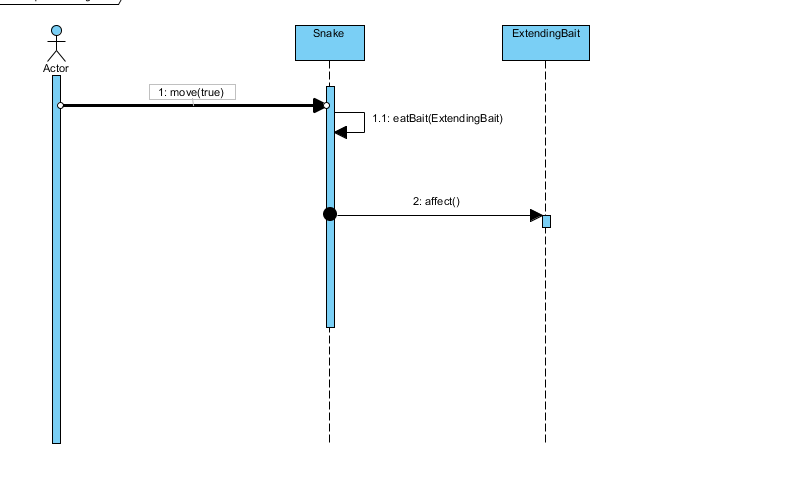 Snake
ExtendingBait
Actor
1: move(true)
1.1: eatBait(ExtendingBait)
2: affect()